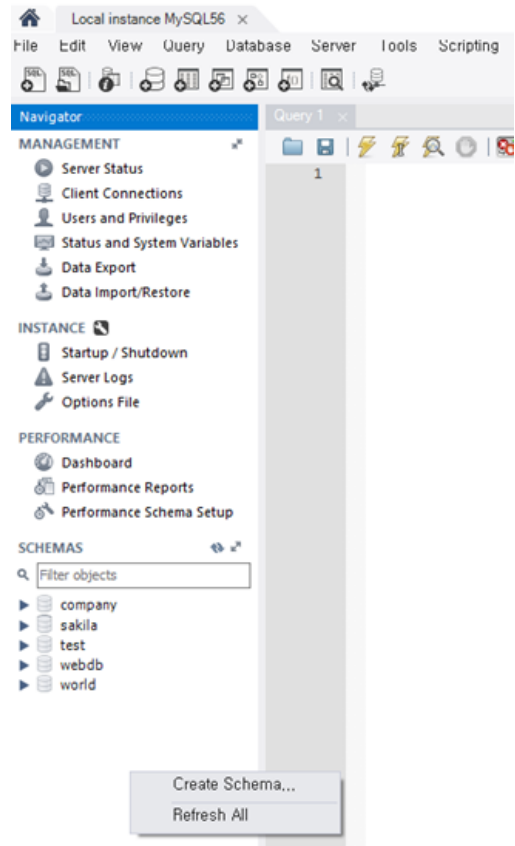 Local instance MySQL56 ×
File Edit View Query Database Server Tools Scripting
SQL SQL
Navigator
Query 1 ×
MANAGEMENT
1
Server Status
Client Connections
Users and Privileges
Status and System Variables
Data Export
Data Import/Restore
INSTANCE
Startup / Shutdown
Server Logs
Options File
PERFORMANCE
Dashboard
Performance Reports
Performance Schema Setup
SCHEMAS
Filter objects
company
sakila
test
webdb
world
Create Schema...
Refresh All